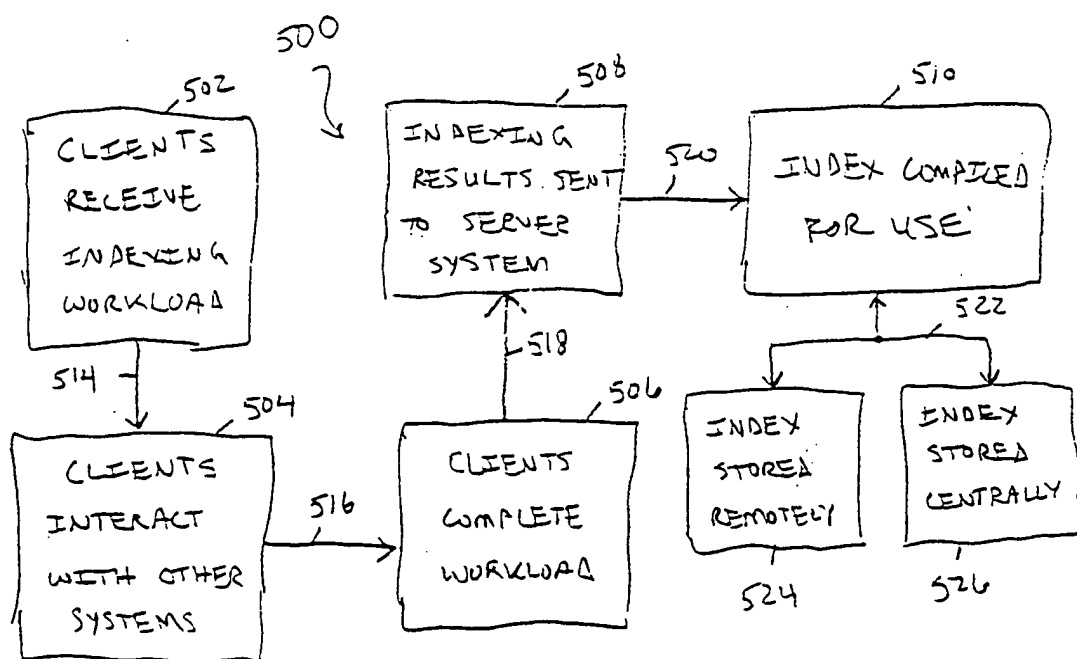 500
502
CLIENTS
RECEIVE
INDEXING
WORKLOAD
514
504
CLIENTS
INTERACT
WITH OTHER
SYSTEMS
516
506
CLIENTS
COMPLETE
WORKLOAD
518
508
INDEXING
RESULTS SENT
TO SERVER
SYSTEM
520
510
INDEX COMPILED
FOR USE
522
INDEX
STORED
REMOTELY
524
INDEX
STORED
CENTRALLY
526